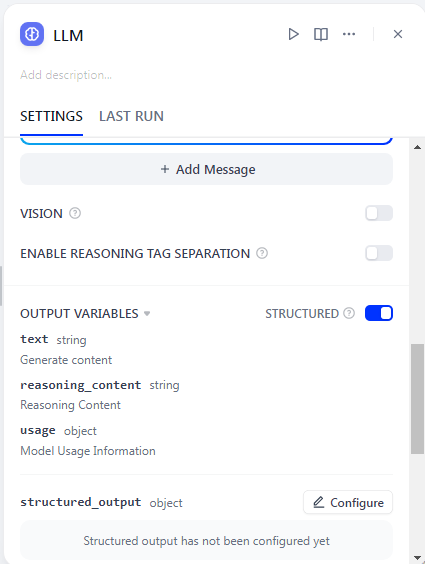 LLM
Add description...
SETTINGS LAST RUN
+ Add Message
VISION
ENABLE REASONING TAG SEPARATION
OUTPUT VARIABLES STRUCTURED
text string
Generate content
reasoning_content string
Reasoning Content
usage object
Model Usage Information
structured_output object Configure
Structured output has not been configured yet